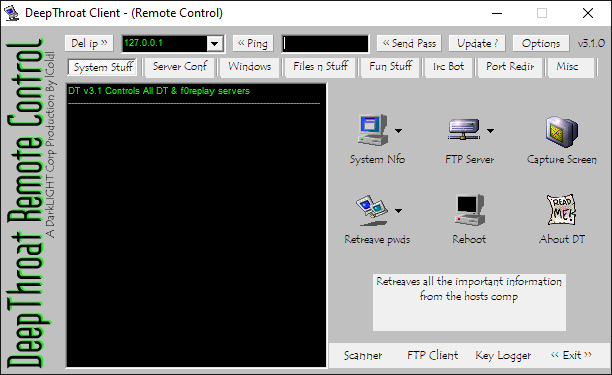 DeepThroat Client - (Remote Control)
Del ip » 127.0.0.1 « Ping « Send Pass Update ? Options v3.1.0
System Stuff Server Conf Windows Files n Stuff Fun Stuff Irc Bot Port Redir Misc
DeepThroat Remote Control
A DarkLIGHT Corp Production By |Cold|
DT v3.1 Controls All DT & f0replay servers
System Nfo FTP Server Capture Screen
READ
ME!
Retreave pwds Reboot About DT
Retreaves all the important information
from the hosts comp
Scanner FTP Client Key Logger « Exit »